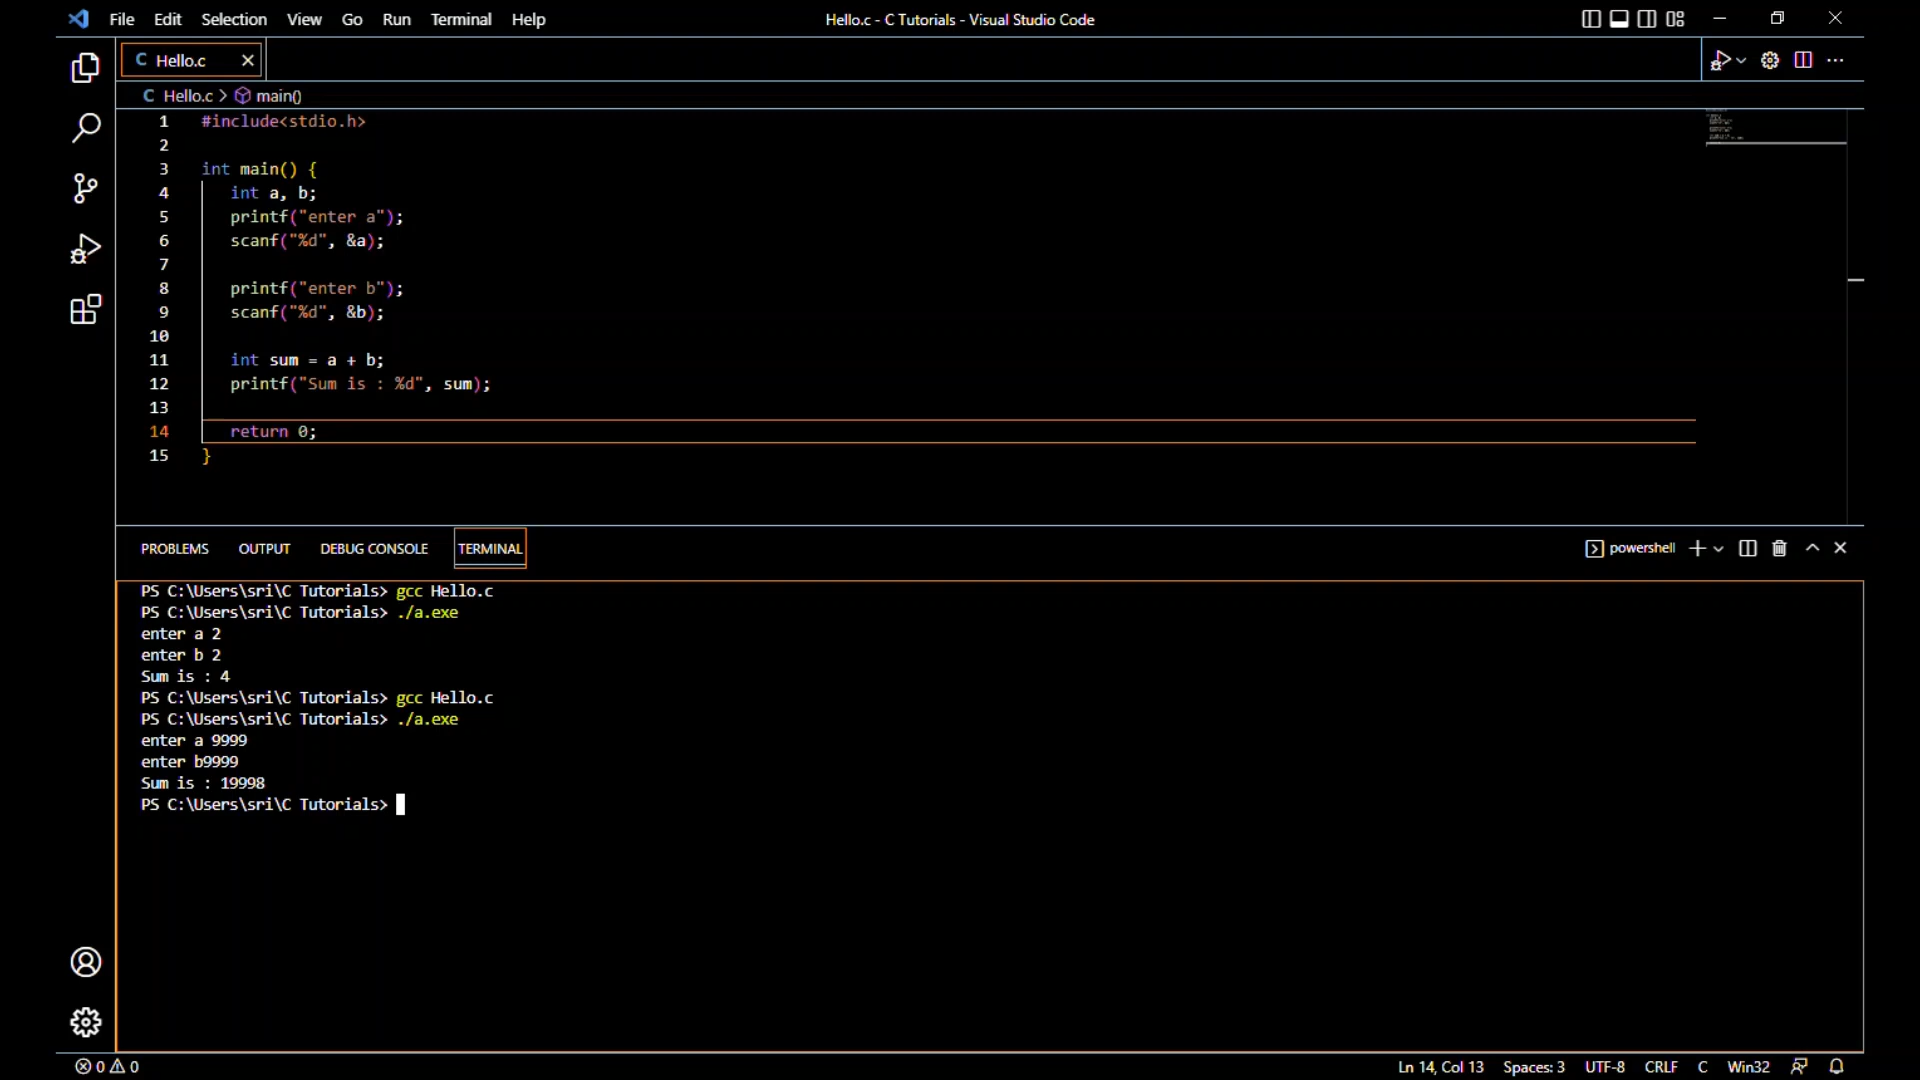 File Edit Selection View Go Run Terminal Help
Hello.c - C Tutorials - Visual Studio Code
C Hello.c
C Hello.c > main()
1 #include<stdio.h>
2
3 int main() {
4 int a, b;
5 printf("enter a");
6 scanf("%d", &a);
7
8 printf("enter b");
9 scanf("%d", &b);
10
11 int sum = a + b;
12 printf("Sum is : %d", sum);
13
14 return 0;
15 }
PROBLEMS OUTPUT DEBUG CONSOLE TERMINAL
powershell
PS C:\Users\sri\C Tutorials> gcc Hello.c
PS C:\Users\sri\C Tutorials> ./a.exe
enter a 2
enter b 2
Sum is : 4
PS C:\Users\sri\C Tutorials> gcc Hello.c
PS C:\Users\sri\C Tutorials> ./a.exe
enter a 9999
enter b9999
Sum is : 19998
PS C:\Users\sri\C Tutorials>
0 0
Ln 14, Col 13 Spaces: 3 UTF-8 CRLF C Win32